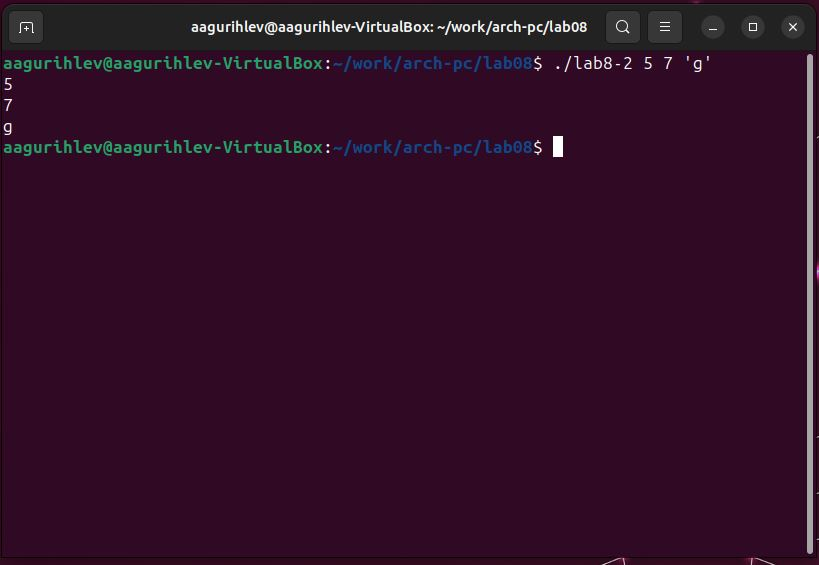 aagurihlev@aagurihlev-VirtualBox: ~/work/arch-pc/lab08
aagurihlev@aagurihlev-VirtualBox:~/work/arch-pc/lab08$ ./lab8-2 5 7 'g'
5
7
g
aagurihlev@aagurihlev-VirtualBox:~/work/arch-pc/lab08$